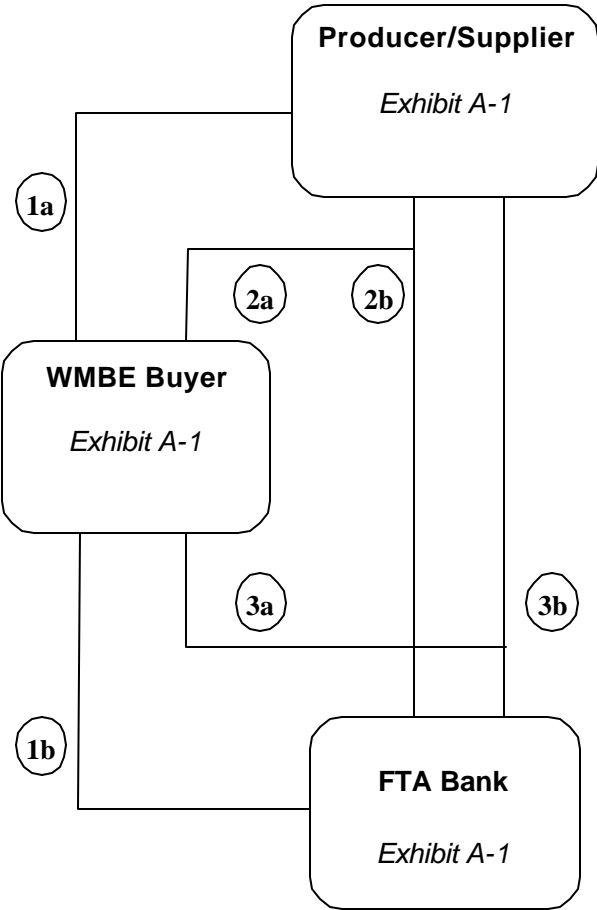 Producer/Supplier
Exhibit A-1
1a
2a
2b
WMBE Buyer
Exhibit A-1
3a
3b
1b
FTA Bank
Exhibit A-1